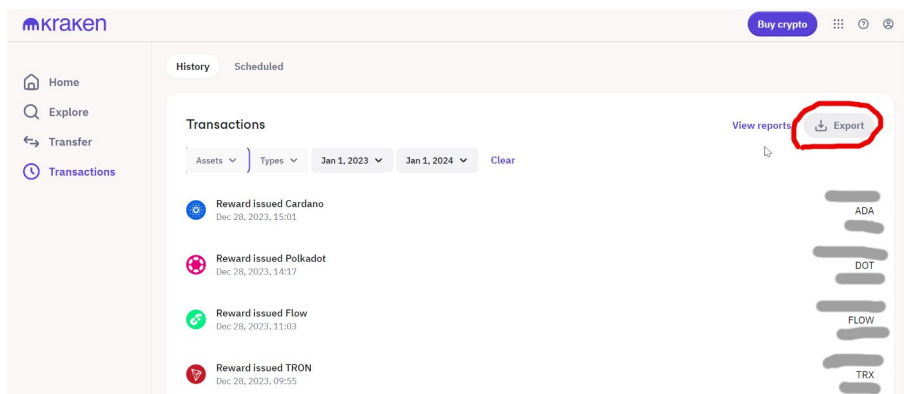 mKraken
Buy crypto
History Scheduled
Home
Explore
Transfer
Transactions
Transactions
View reports Export
Assets Types Jan 1, 2023 Jan 1, 2024 Clear
Reward issued Cardano
Dec 28, 2023, 15:01
ADA
Reward issued Polkadot
Dec 28, 2023, 14:17
DOT
Reward issued Flow
Dec 28, 2023, 11:03
FLOW
Reward issued TRON
Dec 28, 2023, 09:55
TRX